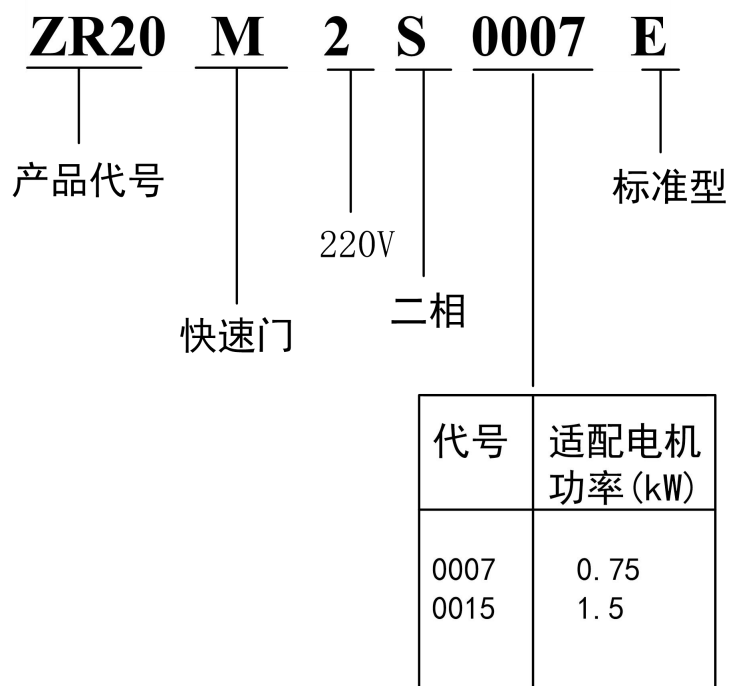 ZR20 M 2 S 0007 E
产品代号
标准型
220V
二相
快速门
代号 适配电机
功率(kW)
0007 0.75
0015 1.5